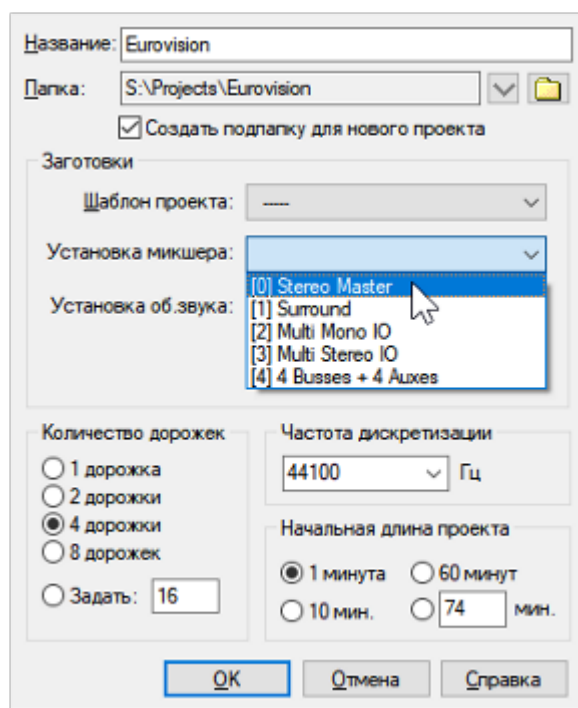 Название: Eurovision
Папка: S:\Projects\Eurovision
Создать подпапку для нового проекта
Заготовки
Шаблон проекта: -----
Установка микшера:
[0] Stereo Master
Установка об.звука: [1] Surround
[2] Multi Mono IO
[3] Multi Stereo IO
[4] 4 Busses + 4 Auxes
Количество дорожек
1 дорожка
2 дорожки
4 дорожки
8 дорожек
Задать: 16
Частота дискретизации
44100 Гц
Начальная длина проекта
1 минута 60 минут
10 мин. 74 мин.
OK Отмена Справка